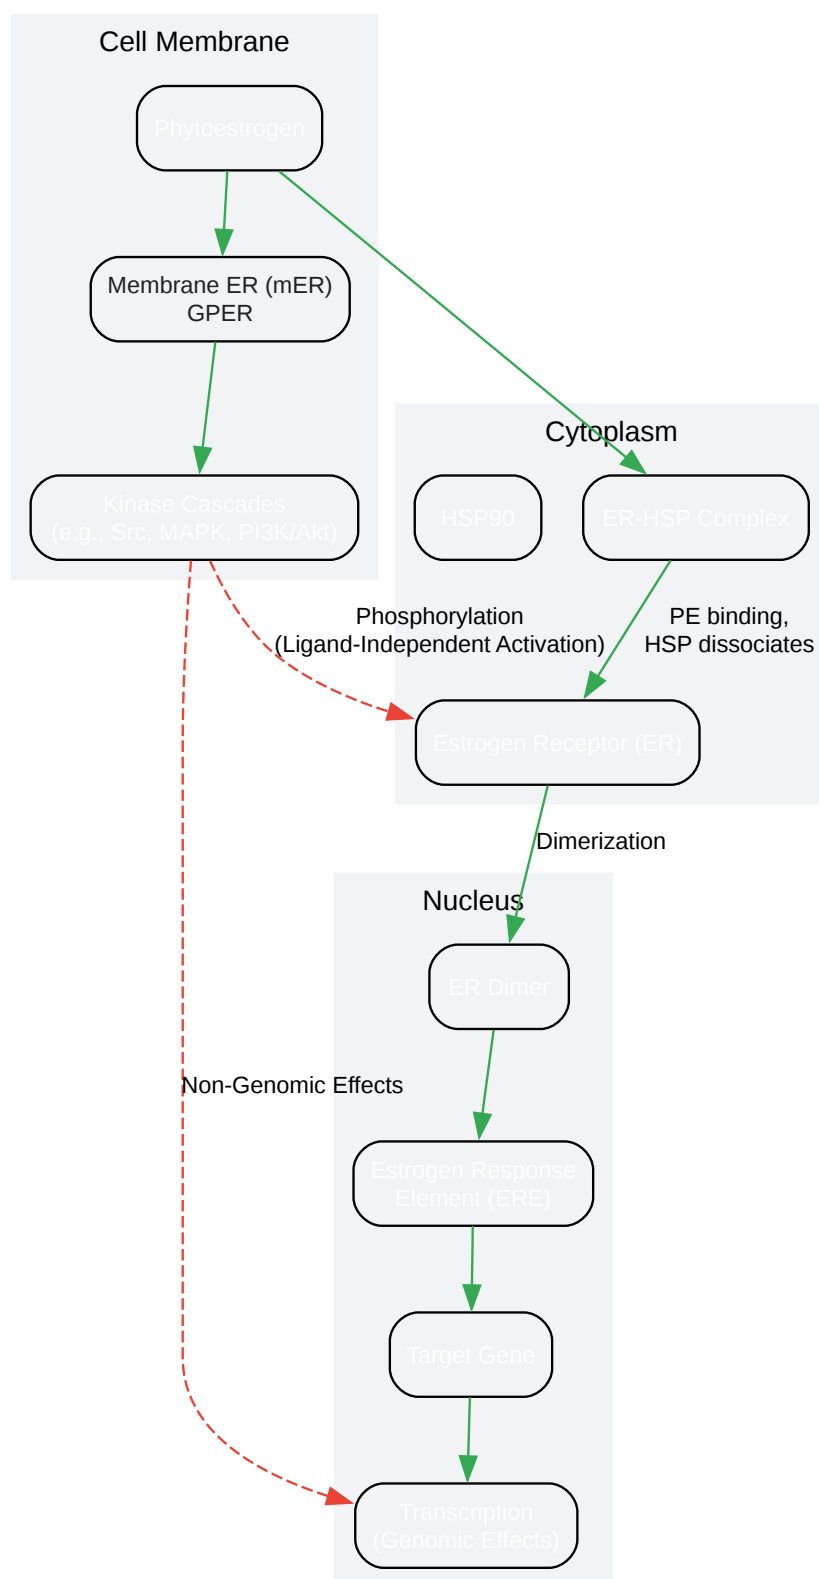 Cell Membrane
Phytoestrogen
Membrane ER (mER)
GPER
Cytoplasm
Kinase Cascades
(e.g., Src, MAPK, PI3K/Akt)
HSP90
ER-HSP Complex
Phosphorylation
(Ligand-Independent Activation)
PE binding,
HSP dissociates
Estrogen Receptor (ER)
Dimerization
Nucleus
ER Dimer
Non-Genomic Effects
Estrogen Response
Element (ERE)
Target Gene
Transcription
(Genomic Effects)